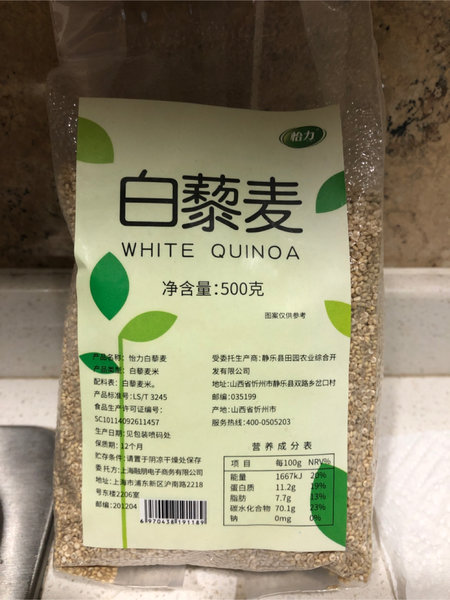 怡力
白藜麦
WHITE QUINOA
净含量:500克
图案仅供参考
产品名称:怡力白藜麦
产品类型:白藜麦米
配料表:白藜麦米。
产品标准号:LS/T 3245
食品生产许可证编号:
SC10114092611457
生产日期:见包装喷码处
保质期:12个月
贮存条件:请置于阴凉干燥处保存
委托方:上海融朋电子商务有限公司
地址:上海市浦东新区沪南路2218
号东楼2206室
邮编:201204
受委托生产商:静乐县田园农业综合开
发有限公司
地址:山西省忻州市静乐县双路乡岔口村
邮编:035199
产地:山西省忻州市
服务热线:400-0505203
营养成分表
项目 每100g NRV%
能量 1667kJ 20%
蛋白质 11.2g 19%
脂肪 7.7g 13%
碳水化合物 70.1g 23%
钠 0mg 0%
6970438191189